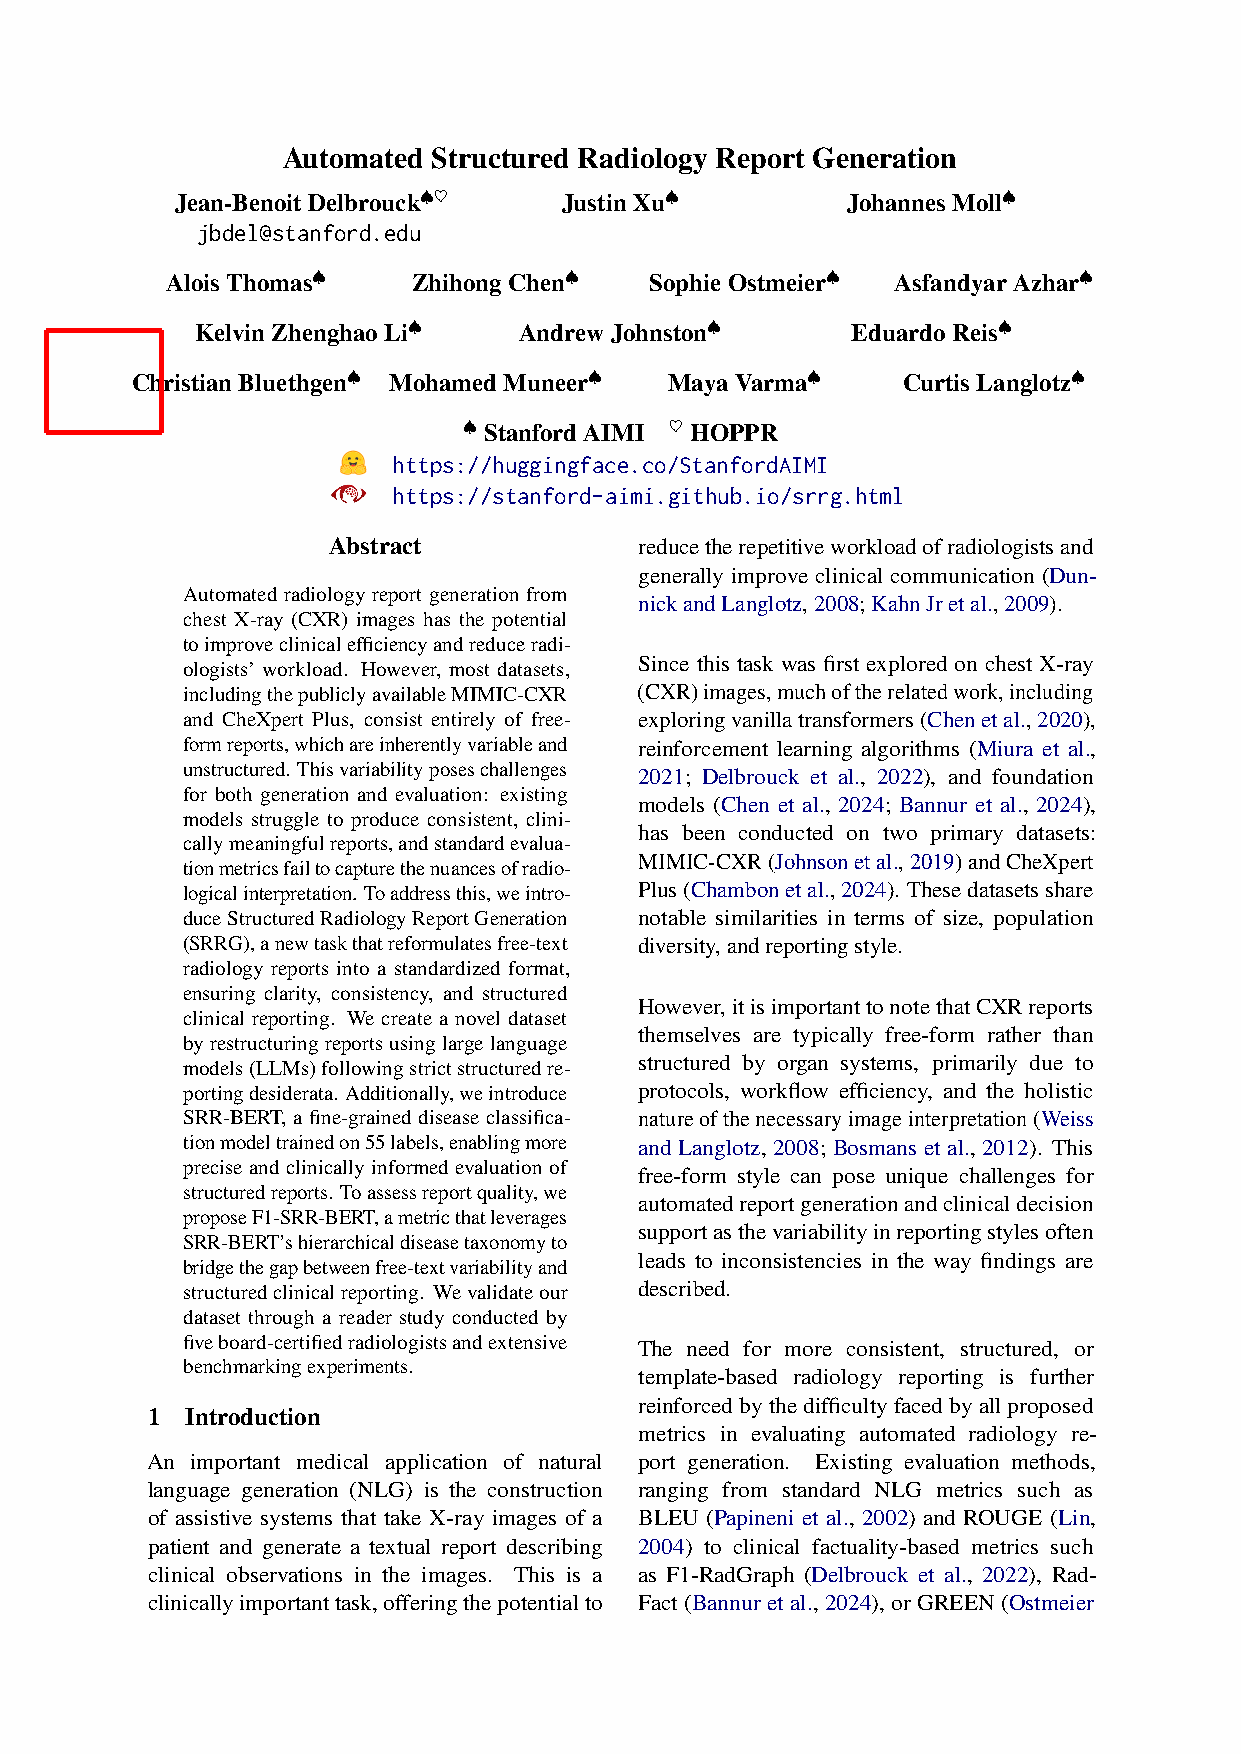 Automated Structured Radiology Report Generation
Jean-Benoit Delbrouck♠♡ Justin Xu♠ Johannes Moll♠
jbdel@stanford.edu
Alois Thomas♠ Zhihong Chen♠ Sophie Ostmeier♠ Asfandyar Azhar♠
Kelvin Zhenghao Li♠ Andrew Johnston♠ Eduardo Reis♠
Christian Bluethgen♠ Mohamed Muneer♠ Maya Varma♠ Curtis Langlotz♠
♠ Stanford AIMI ♡ HOPPR
https://huggingface.co/StanfordAIMI
https://stanford-aimi.github.io/srrg.html
Abstract
Automated radiology report generation from
chest X-ray (CXR) images has the potential
to improve clinical efficiency and reduce radi-
ologists' workload. However, most datasets,
including the publicly available MIMIC-CXR
and CheXpert Plus, consist entirely of free-
form reports, which are inherently variable and
unstructured. This variability poses challenges
for both generation and evaluation: existing
models struggle to produce consistent, clini-
cally meaningful reports, and standard evalua-
tion metrics fail to capture the nuances of radio-
logical interpretation. To address this, we intro-
duce Structured Radiology Report Generation
(SRRG), a new task that reformulates free-text
radiology reports into a standardized format,
ensuring clarity, consistency, and structured
clinical reporting. We create a novel dataset
by restructuring reports using large language
models (LLMs) following strict structured re-
porting desiderata. Additionally, we introduce
SRR-BERT, a fine-grained disease classifica-
tion model trained on 55 labels, enabling more
precise and clinically informed evaluation of
structured reports. To assess report quality, we
propose F1-SRR-BERT, a metric that leverages
SRR-BERT's hierarchical disease taxonomy to
bridge the gap between free-text variability and
structured clinical reporting. We validate our
dataset through a reader study conducted by
five board-certified radiologists and extensive
benchmarking experiments.
1 Introduction
An important medical application of natural
language generation (NLG) is the construction
of assistive systems that take X-ray images of a
patient and generate a textual report describing
clinical observations in the images. This is a
clinically important task, offering the potential to
reduce the repetitive workload of radiologists and
generally improve clinical communication (Dun-
nick and Langlotz, 2008; Kahn Jr et al., 2009).
Since this task was first explored on chest X-ray
(CXR) images, much of the related work, including
exploring vanilla transformers (Chen et al., 2020),
reinforcement learning algorithms (Miura et al.,
2021; Delbrouck et al., 2022), and foundation
models (Chen et al., 2024; Bannur et al., 2024),
has been conducted on two primary datasets:
MIMIC-CXR (Johnson et al., 2019) and CheXpert
Plus (Chambon et al., 2024). These datasets share
notable similarities in terms of size, population
diversity, and reporting style.
However, it is important to note that CXR reports
themselves are typically free-form rather than
structured by organ systems, primarily due to
protocols, workflow efficiency, and the holistic
nature of the necessary image interpretation (Weiss
and Langlotz, 2008; Bosmans et al., 2012). This
free-form style can pose unique challenges for
automated report generation and clinical decision
support as the variability in reporting styles often
leads to inconsistencies in the way findings are
described.
The need for more consistent, structured, or
template-based radiology reporting is further
reinforced by the difficulty faced by all proposed
metrics in evaluating automated radiology re-
port generation. Existing evaluation methods,
ranging from standard NLG metrics such as
BLEU (Papineni et al., 2002) and ROUGE (Lin,
2004) to clinical factuality-based metrics such
as F1-RadGraph (Delbrouck et al., 2022), Rad-
Fact (Bannur et al., 2024), or GREEN (Ostmeier